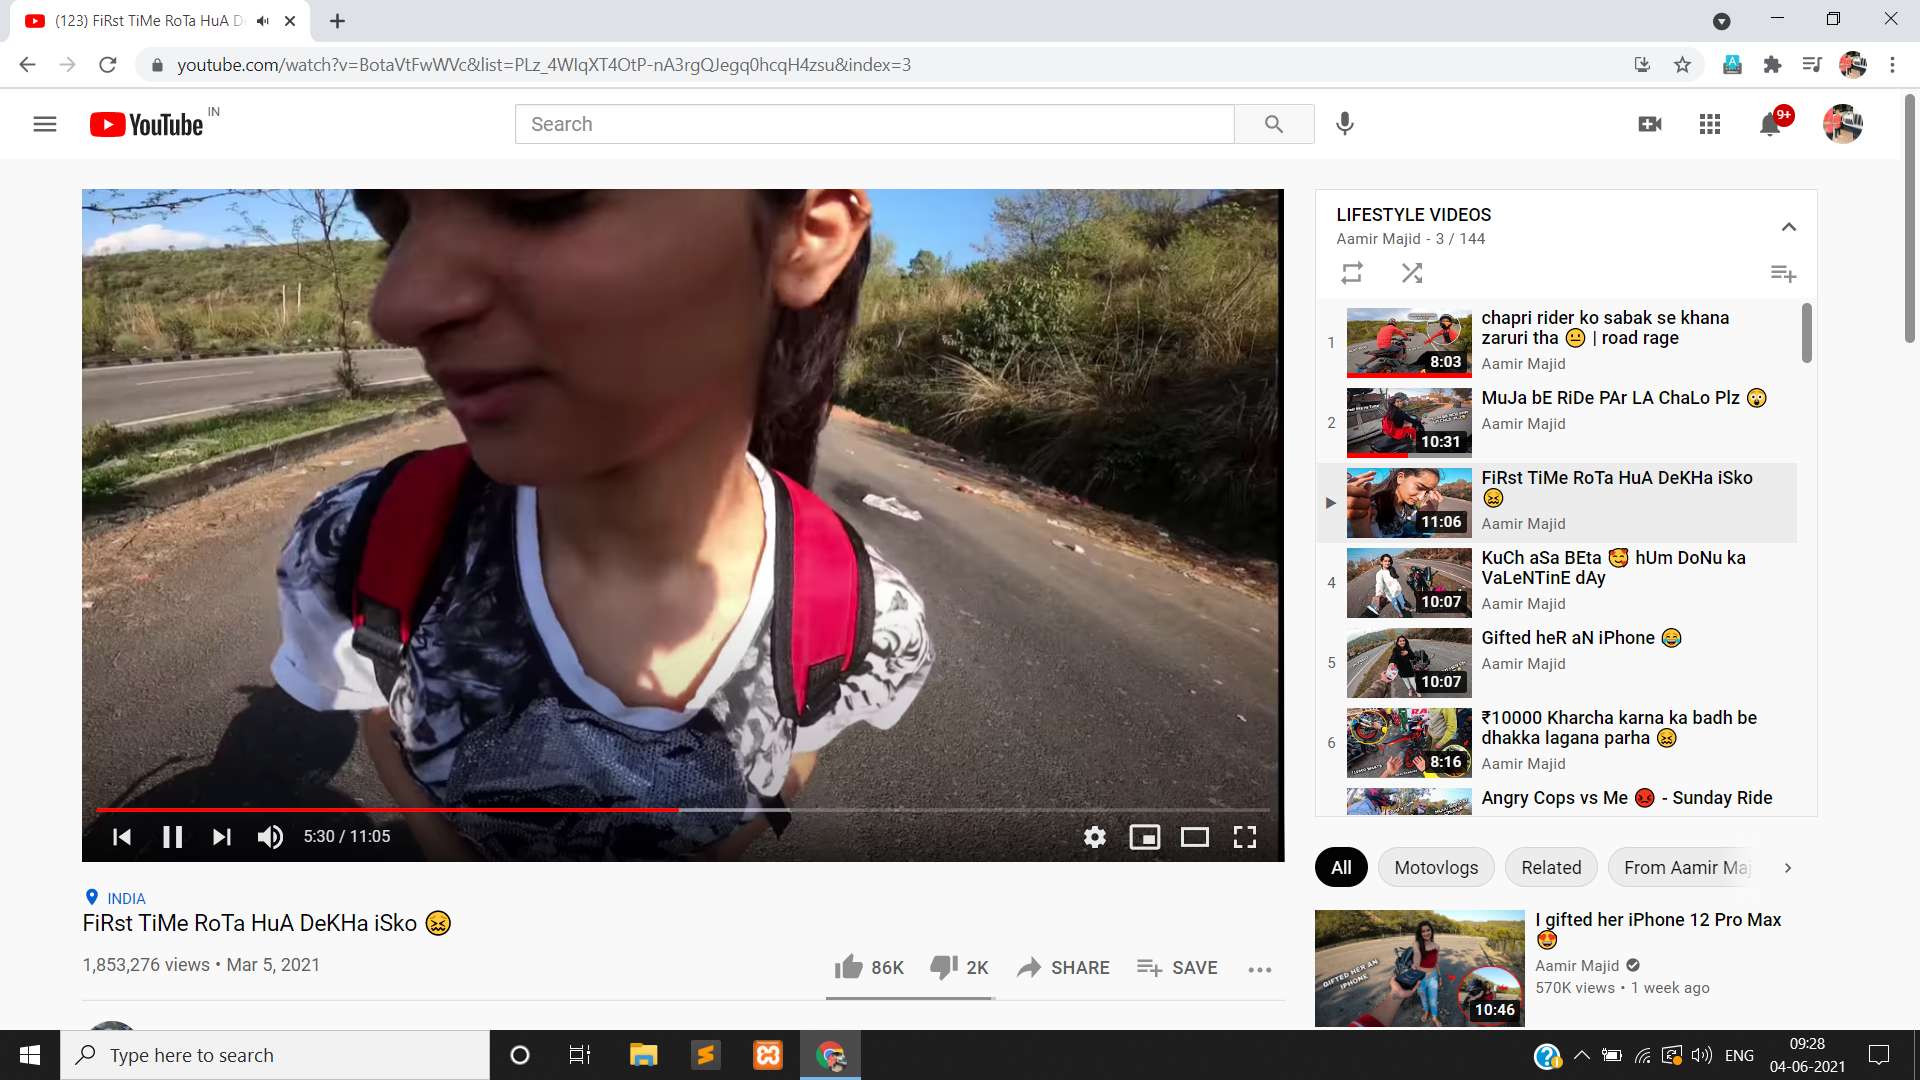 (123) FiRst TiMe RoTa HuA D
youtube.com/watch?v=BotaVtFwWVc&list=PLz_4WIqXT4OtP-nA3rgQJegq0hcqH4zsu&index=3
YouTube IN
Search
9+
LIFESTYLE VIDEOS
Aamir Majid - 3 / 144
1
8:03
chapri rider ko sabak se khana
zaruri tha 😐 | road rage
Aamir Majid
2
10:31
MuJa bE RiDe PAr LA ChaLo Plz 😲
Aamir Majid
11:06
FiRst TiMe RoTa HuA DeKHa iSko
😖
Aamir Majid
4
10:07
KuCh aSa BEta 🥰 hUm DoNu ka
VaLeNTinE dAy
Aamir Majid
5
10:07
Gifted heR aN iPhone 😂
Aamir Majid
6
8:16
₹10000 Kharcha karna ka badh be
dhakka lagana parha 😖
Aamir Majid
Angry Cops vs Me 😡 - Sunday Ride
5:30 / 11:05
All
Motovlogs
Related
From Aamir Maj
INDIA
FiRst TiMe RoTa HuA DeKHa iSko 😖
1,853,276 views • Mar 5, 2021
86K
2K
SHARE
SAVE
GIFTED HER AN
IPHONE
10:46
I gifted her iPhone 12 Pro Max
😍
Aamir Majid
570K views • 1 week ago
Type here to search
ENG
09:28
04-06-2021